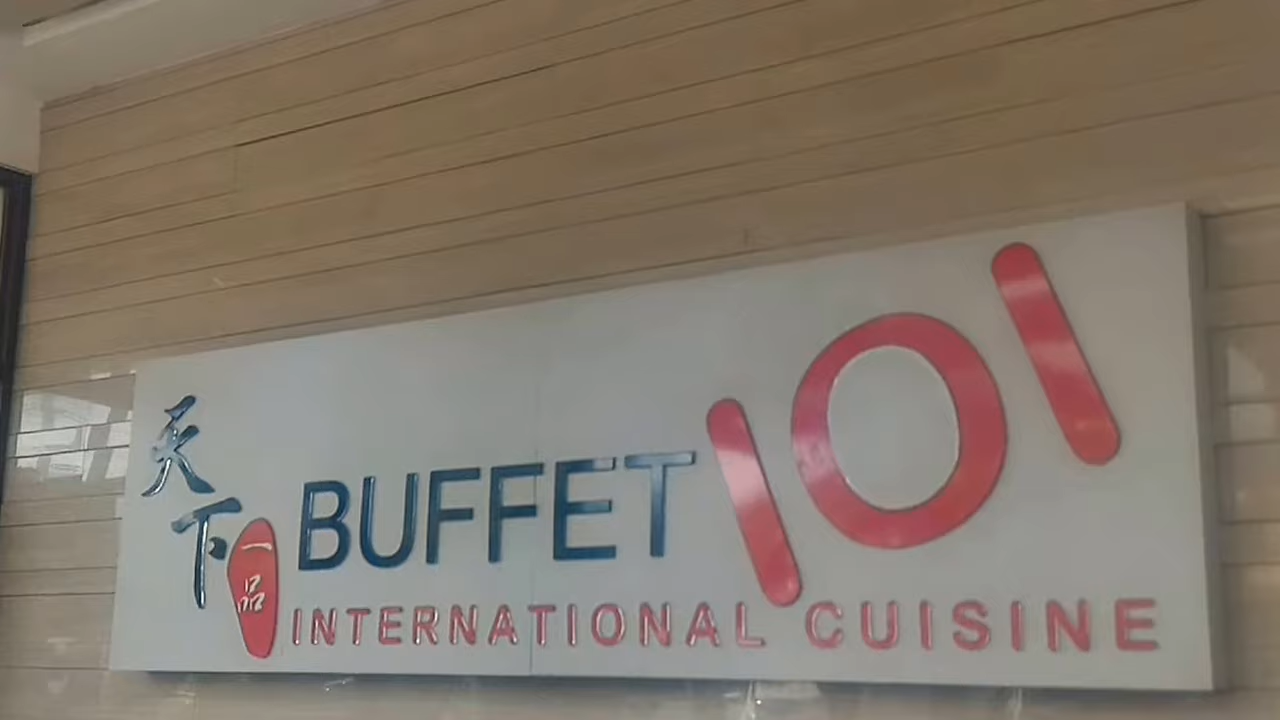 天下一品
BUFFET 101
INTERNATIONAL CUISINE